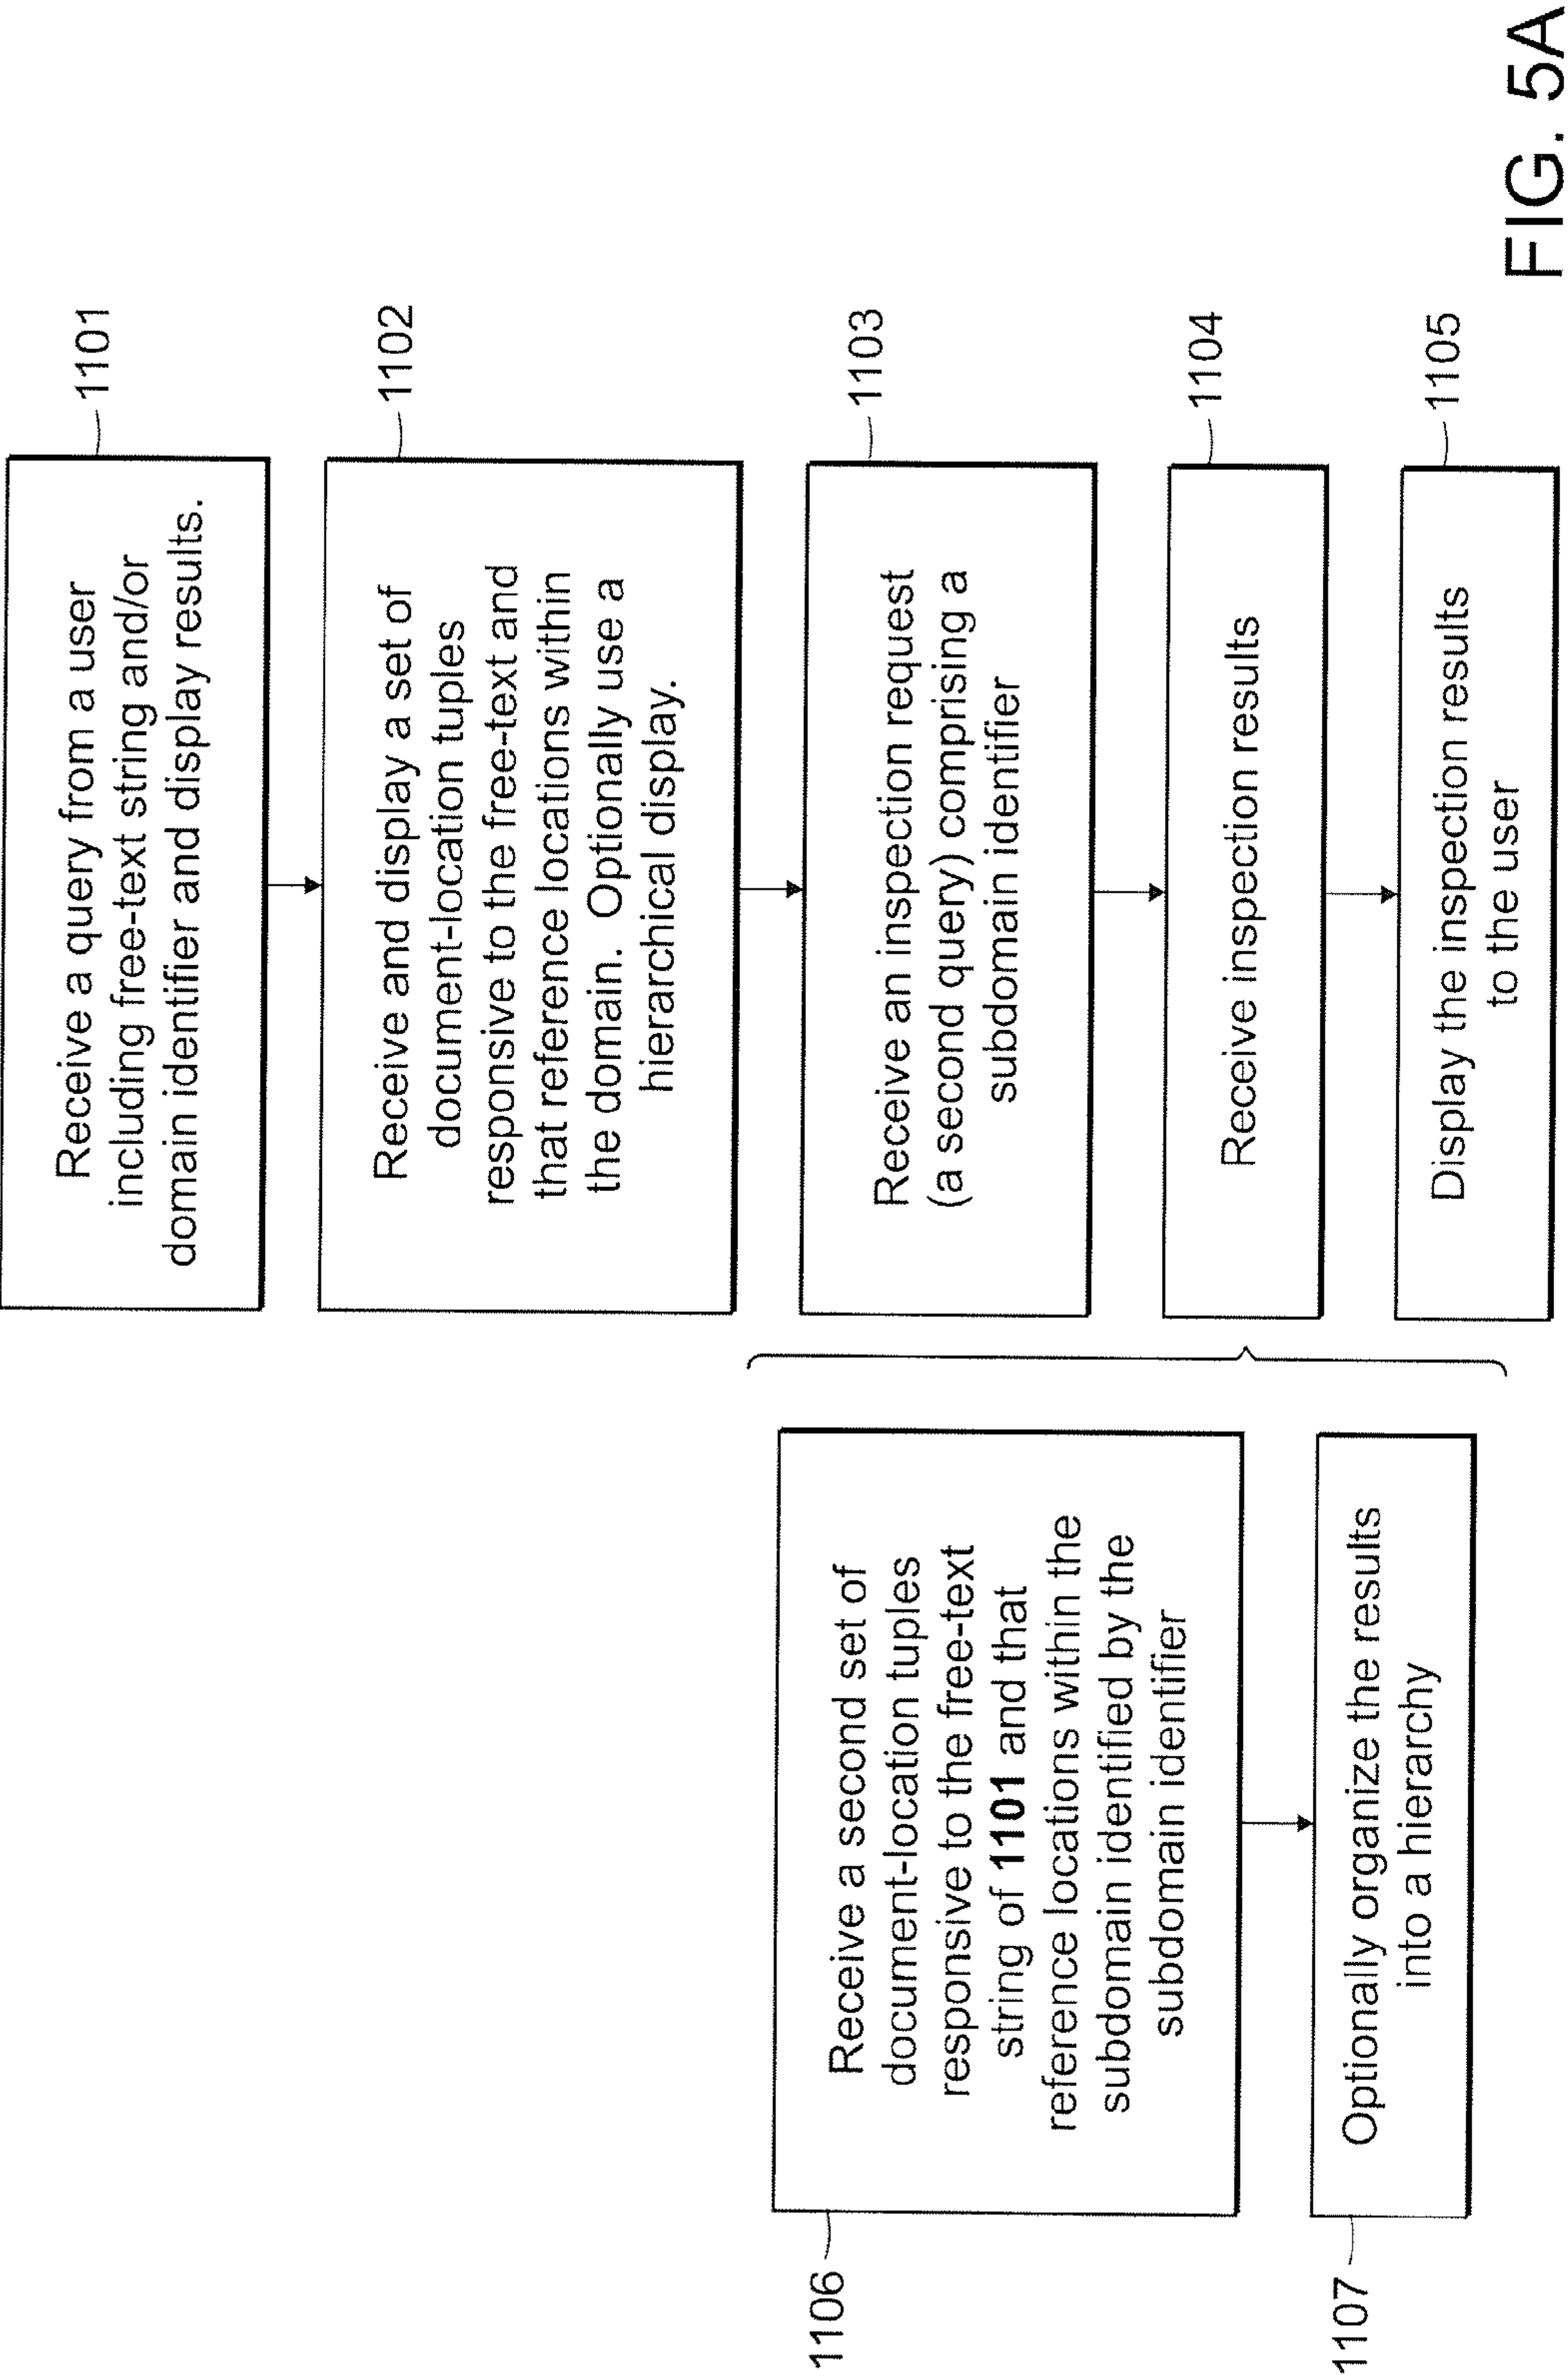 Receive a query from a user
including free-text string and/or
domain identifier and display results.
1101
Receive and display a set of
document-location tuples
responsive to the free-text and
that reference locations within
the domain. Optionally use a
hierarchical display.
1102
Receive an inspection request
(a second query) comprising a
subdomain identifier
1103
Receive inspection results
1104
Display the inspection results
to the user
1105
1106
Receive a second set of
document-location tuples
responsive to the free-text
string of 1101 and that
reference locations within the
subdomain identified by the
subdomain identifier
1107
Optionally organize the results
into a hierarchy
FIG. 5A